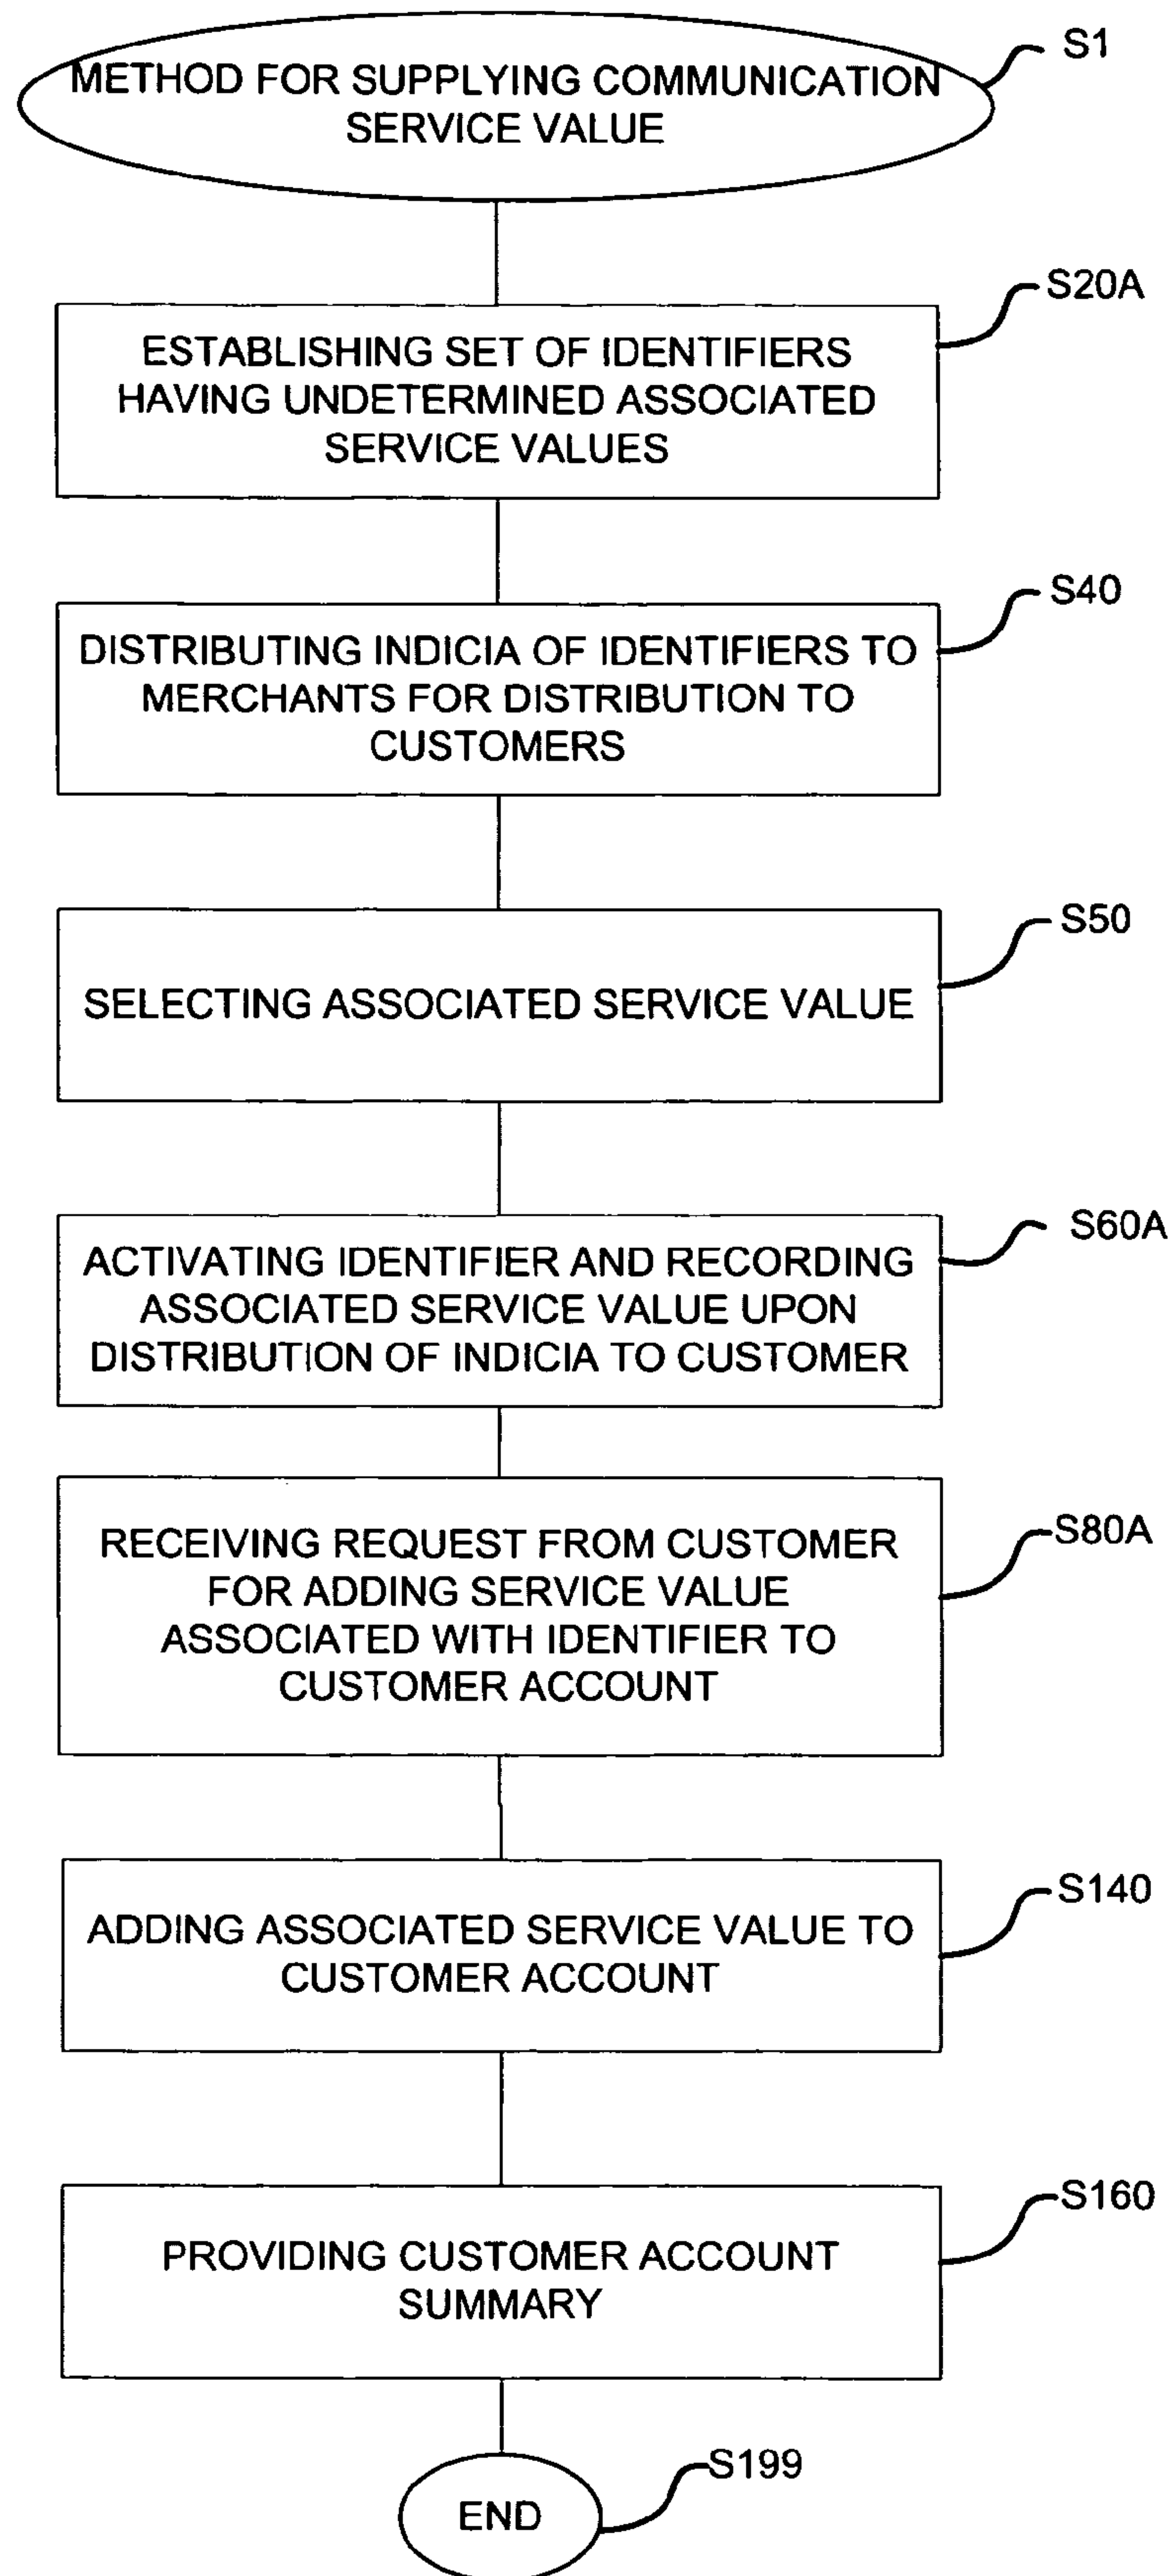 S1
METHOD FOR SUPPLYING COMMUNICATION
SERVICE VALUE
S20A
ESTABLISHING SET OF IDENTIFIERS
HAVING UNDETERMINED ASSOCIATED
SERVICE VALUES
S40
DISTRIBUTING INDICIA OF IDENTIFIERS TO
MERCHANTS FOR DISTRIBUTION TO
CUSTOMERS
S50
SELECTING ASSOCIATED SERVICE VALUE
S60A
ACTIVATING IDENTIFIER AND RECORDING
ASSOCIATED SERVICE VALUE UPON
DISTRIBUTION OF INDICIA TO CUSTOMER
S80A
RECEIVING REQUEST FROM CUSTOMER
FOR ADDING SERVICE VALUE
ASSOCIATED WITH IDENTIFIER TO
CUSTOMER ACCOUNT
S140
ADDING ASSOCIATED SERVICE VALUE TO
CUSTOMER ACCOUNT
S160
PROVIDING CUSTOMER ACCOUNT
SUMMARY
S199
END